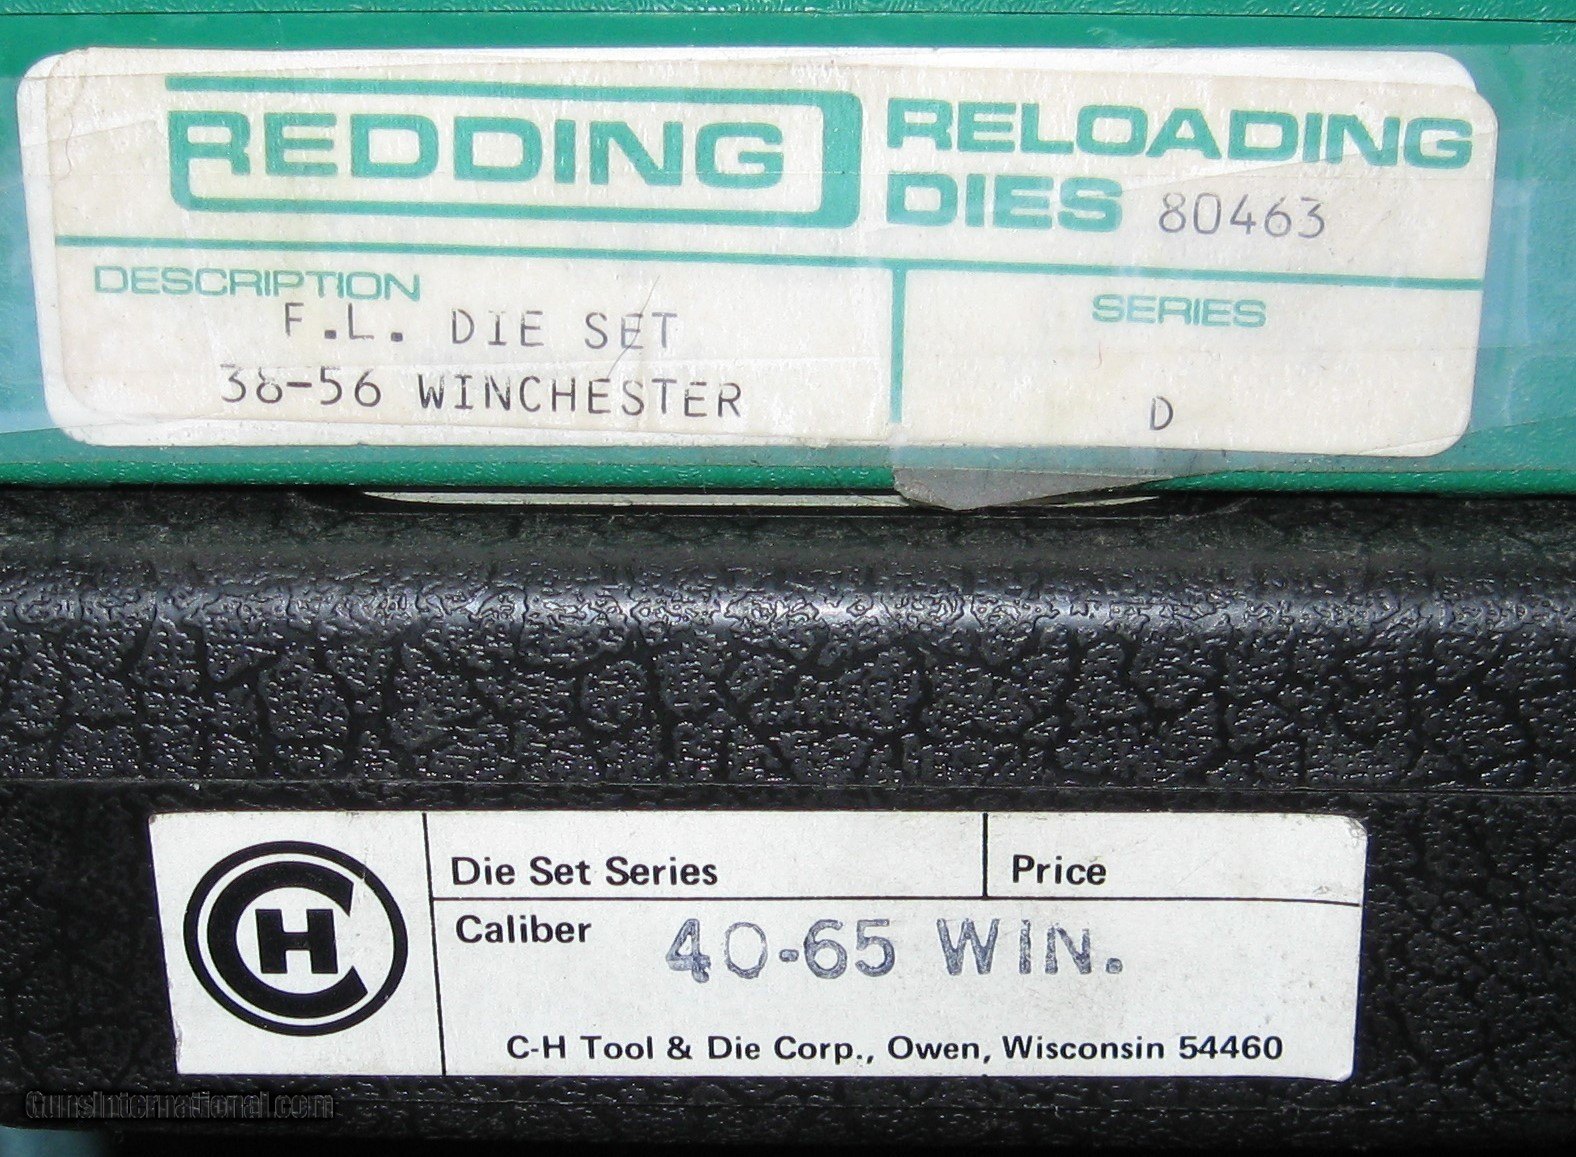 REDDING
RELOADING
DIES 80463
DESCRIPTION
F.L. DIE SET
38-56 WINCHESTER
SERIES
D
CH
Die Set Series
Price
Caliber 40-65 WIN.
C-H Tool & Die Corp., Owen, Wisconsin 54460
GunsInternational.com